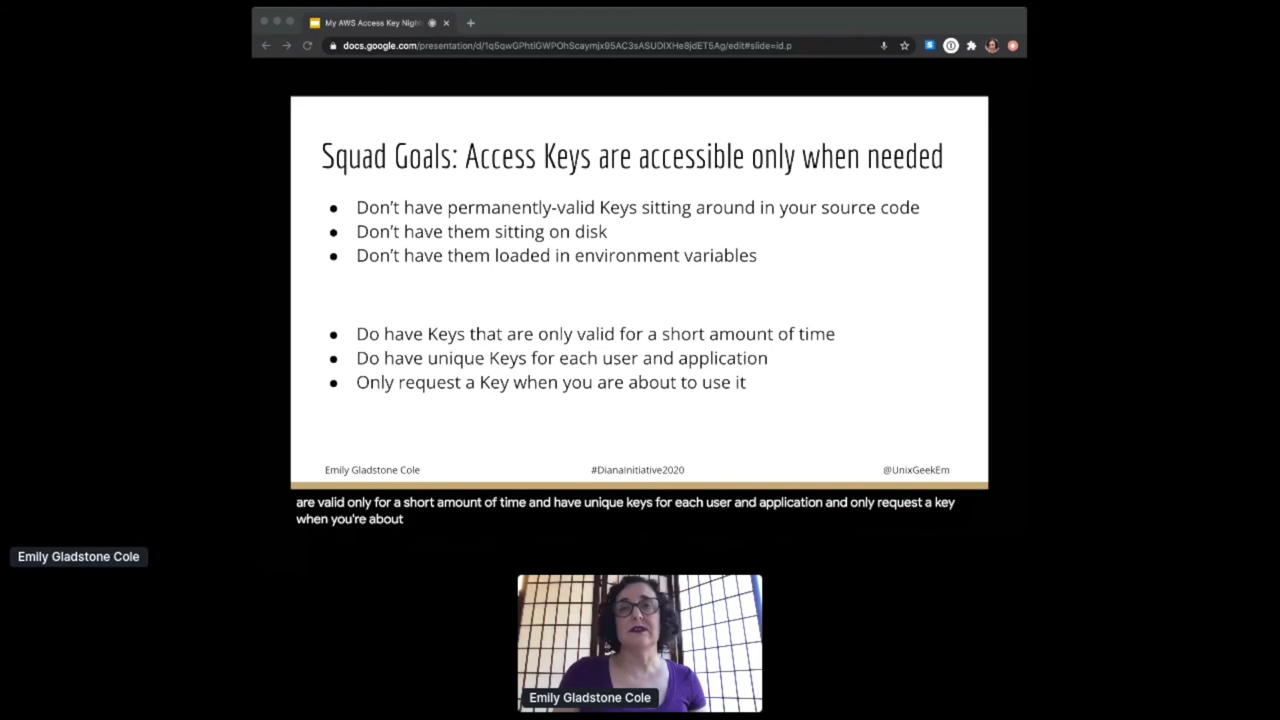 My AWS Access Key Nigh
docs.google.com/presentation/d/1q5qwGPhtiGWPOhScaymjx95AC3sASUDIXHe8jdET5Ag/edit#slide=id.p
Squad Goals: Access Keys are accessible only when needed
● Don't have permanently-valid Keys sitting around in your source code
● Don't have them sitting on disk
● Don't have them loaded in environment variables
● Do have Keys that are only valid for a short amount of time
● Do have unique Keys for each user and application
● Only request a Key when you are about to use it
Emily Gladstone Cole
#DianaInitiative2020
@UnixGeekEm
are valid only for a short amount of time and have unique keys for each user and application and only request a key
when you're about
Emily Gladstone Cole
Emily Gladstone Cole